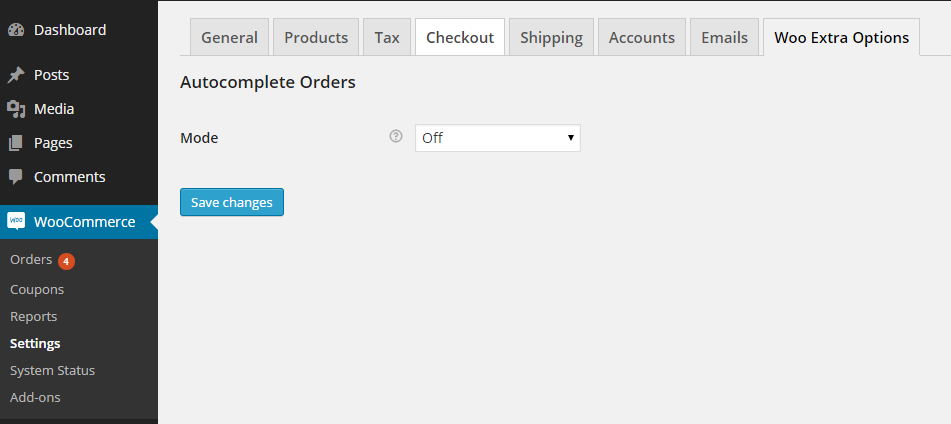 Dashboard
Posts
Media
Pages
Comments
WOO WooCommerce
Orders 4
Coupons
Reports
Settings
System Status
Add-ons
General Products Tax Checkout Shipping Accounts Emails Woo Extra Options
Autocomplete Orders
Mode ? Off
Save changes